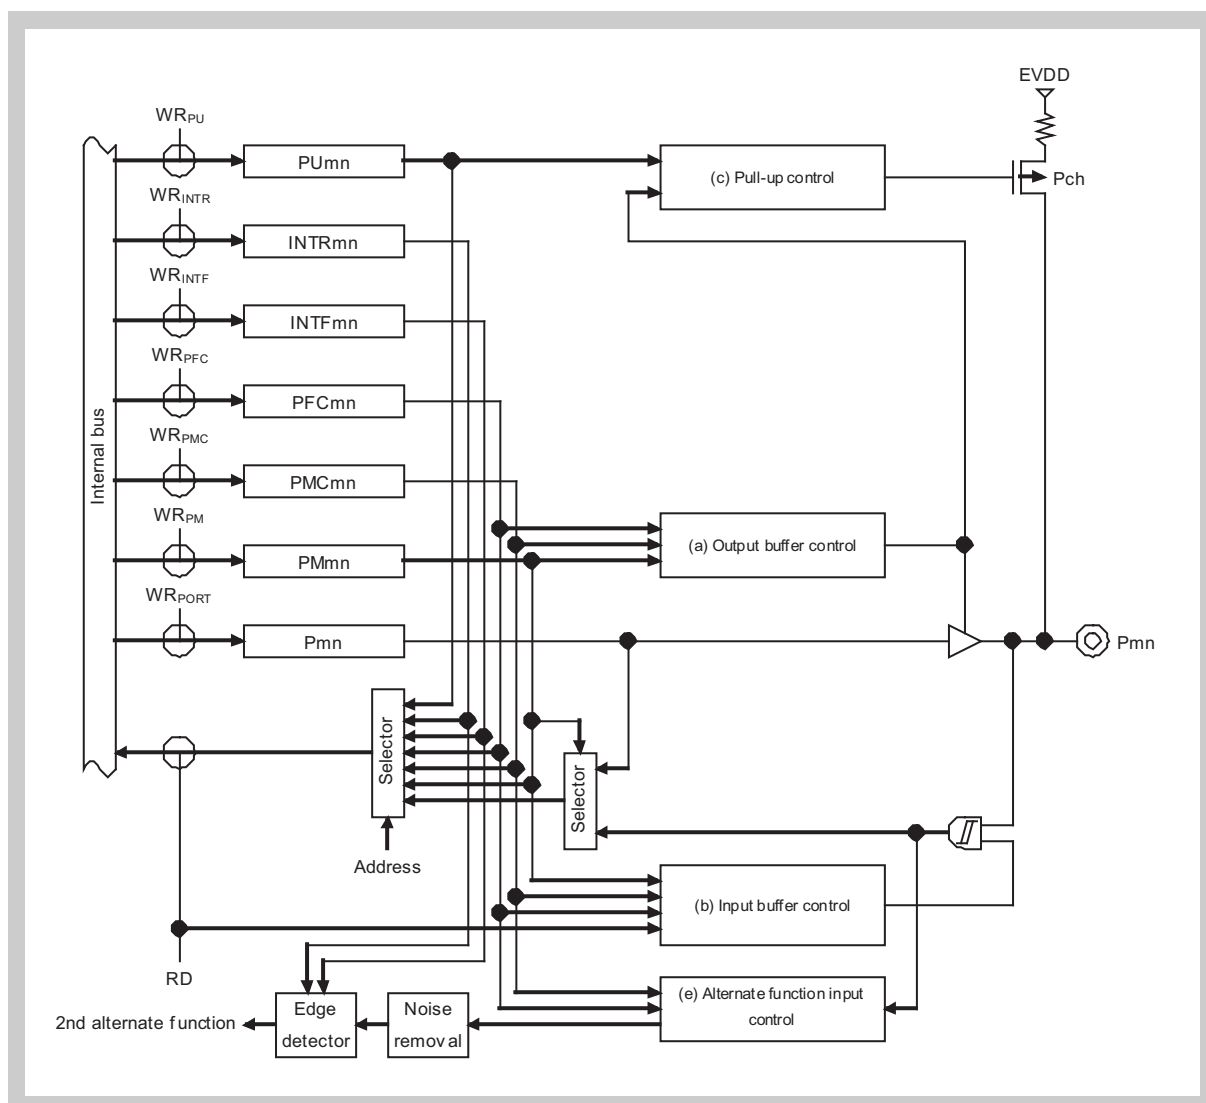 EVDD
WRPU
PUmn
(c) Pull-up control
Pch
WRINTR
INTRmn
WRINTF
INTFmn
WRPFC
PFCmn
Internal bus
WRPMC
PMCmn
WRPM
PMmn
(a) Output buffer control
WRPORT
Pmn
Pmn
Selector
Selector
Address
(b) Input buffer control
RD
(e) Alternate function input
control
2nd alternate function
Edge
detector
Noise
removal